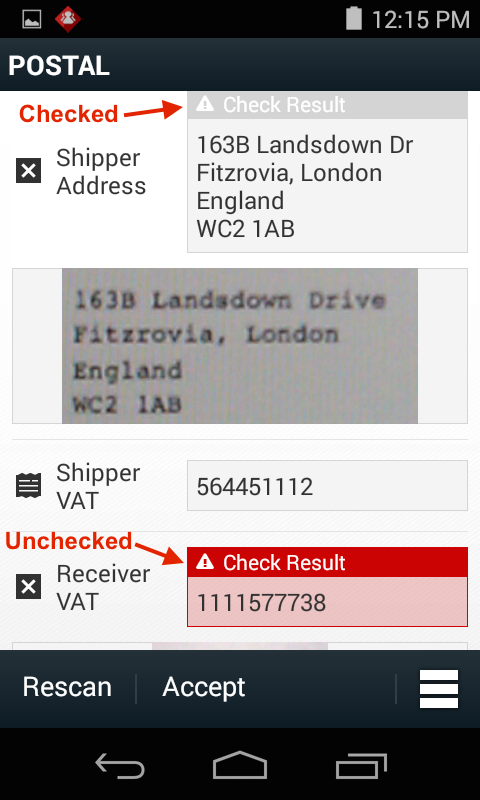 12:15 PM
POSTAL
Checked
Check Result
Shipper
Address
163B Landsdown Dr
Fitzrovia, London
England
WC2 1AB
163B Landsdown Drive
Fitzrovia, London
England
WC2 1AB
Shipper
VAT
564451112
Unchecked
Check Result
Receiver
VAT
1111577738
Rescan
Accept